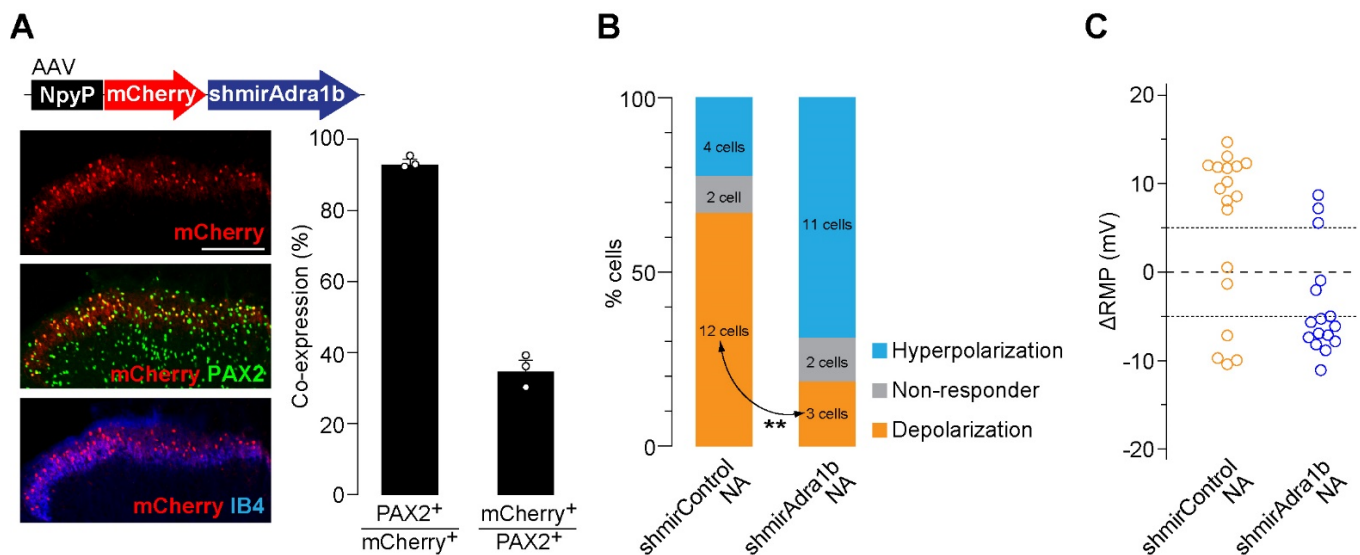 A
AAV
NpyP mCherry shmirAdra1b
mCherry
mCherry PAX2
mCherry IB4
Co-expression (%)
100
80
60
40
20
0
PAX2+
mCherry+
mCherry+
PAX2+
B
% cells
100
50
0
4 cells
2 cell
12 cells
11 cells
2 cells
3 cells
**
shmirControl
NA
shmirAdra1b
NA
Hyperpolarization
Non-responder
Depolarization
C
ΔRMP (mV)
20
10
0
-10
-20
shmirControl
NA
shmirAdra1b
NA